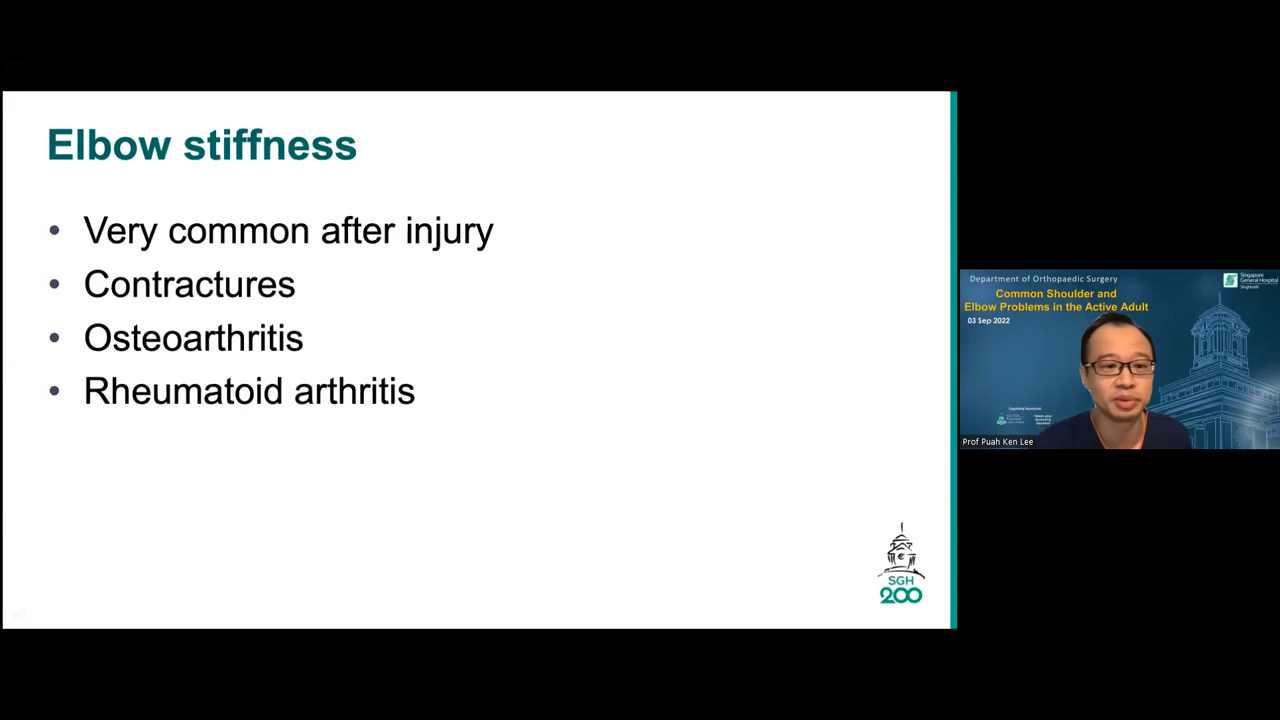 Elbow stiffness
• Very common after injury
• Contractures
• Osteoarthritis
• Rheumatoid arthritis
SGH
200
Department of Orthopaedic Surgery
Singapore
General Hospital
SingHealth
Common Shoulder and
Elbow Problems in the Active Adult
03 Sep 2022
Prof Puah Ken Lee